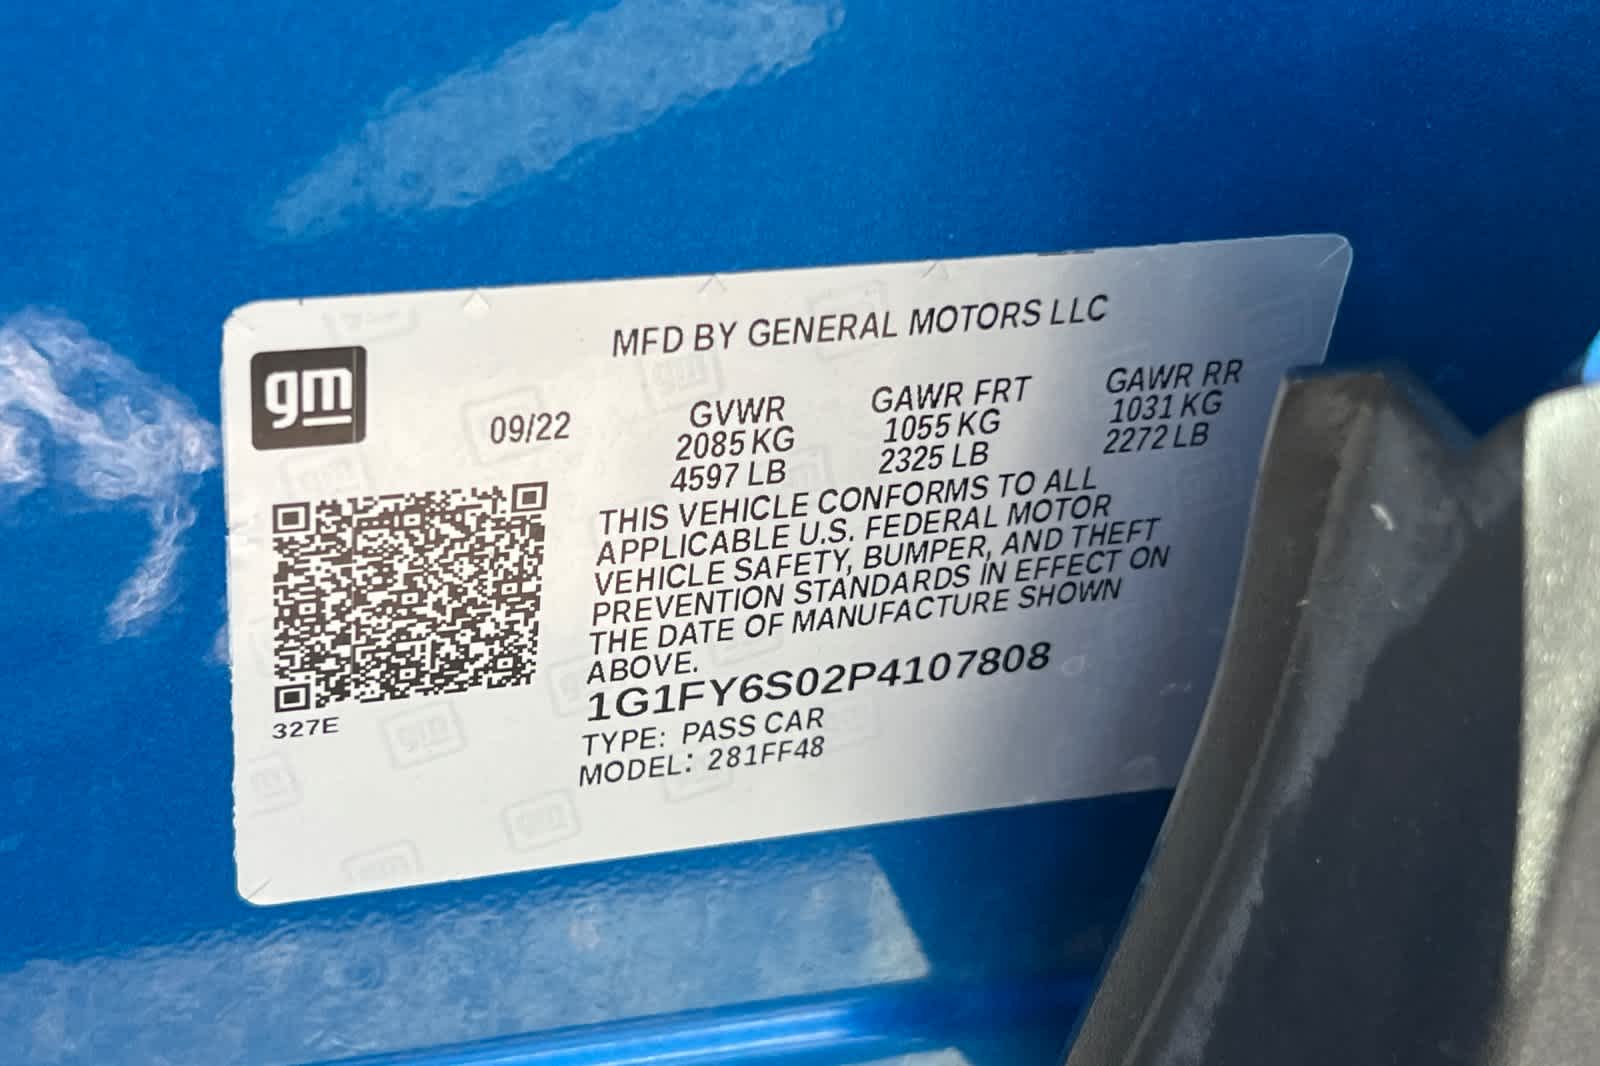 gm
MFD BY GENERAL MOTORS LLC
09/22
GVWR
2085 KG
4597 LB
GAWR FRT
1055 KG
2325 LB
GAWR RR
1031 KG
2272 LB
THIS VEHICLE CONFORMS TO ALL
APPLICABLE U.S. FEDERAL MOTOR
VEHICLE SAFETY, BUMPER, AND THEFT
PREVENTION STANDARDS IN EFFECT ON
THE DATE OF MANUFACTURE SHOWN
ABOVE.
1G1FY6S02P4107808
TYPE: PASS CAR
MODEL: 281FF48
327E